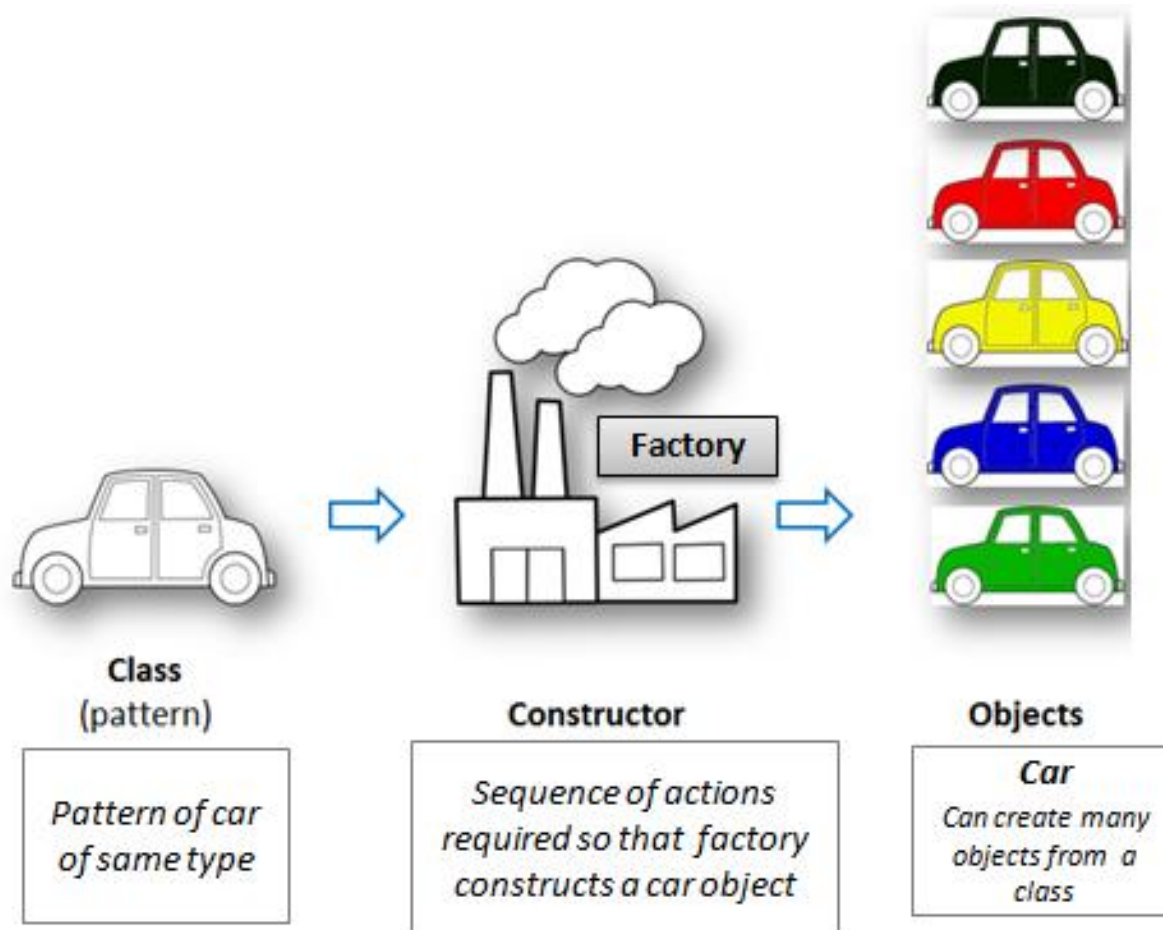 Factory
Class
(pattern)
Pattern of car
of same type
Constructor
Sequence of actions
required so that factory
constructs a car object
Objects
Car
Can create many
objects from a
class